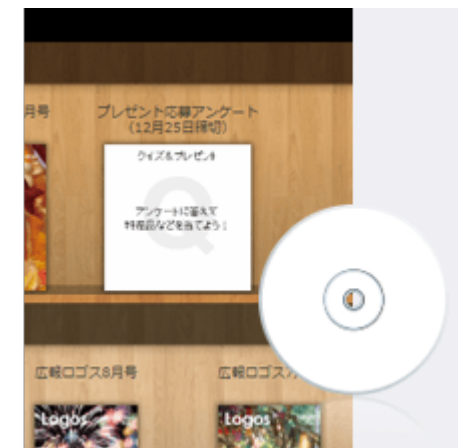 月号
プレゼント応募アンケート
(12月25日締切)
クイズ&プレゼント
アンケートに答えて
特産品などを当てよう!
広報ロゴス8月号
広報ロゴス
Logos
Logos